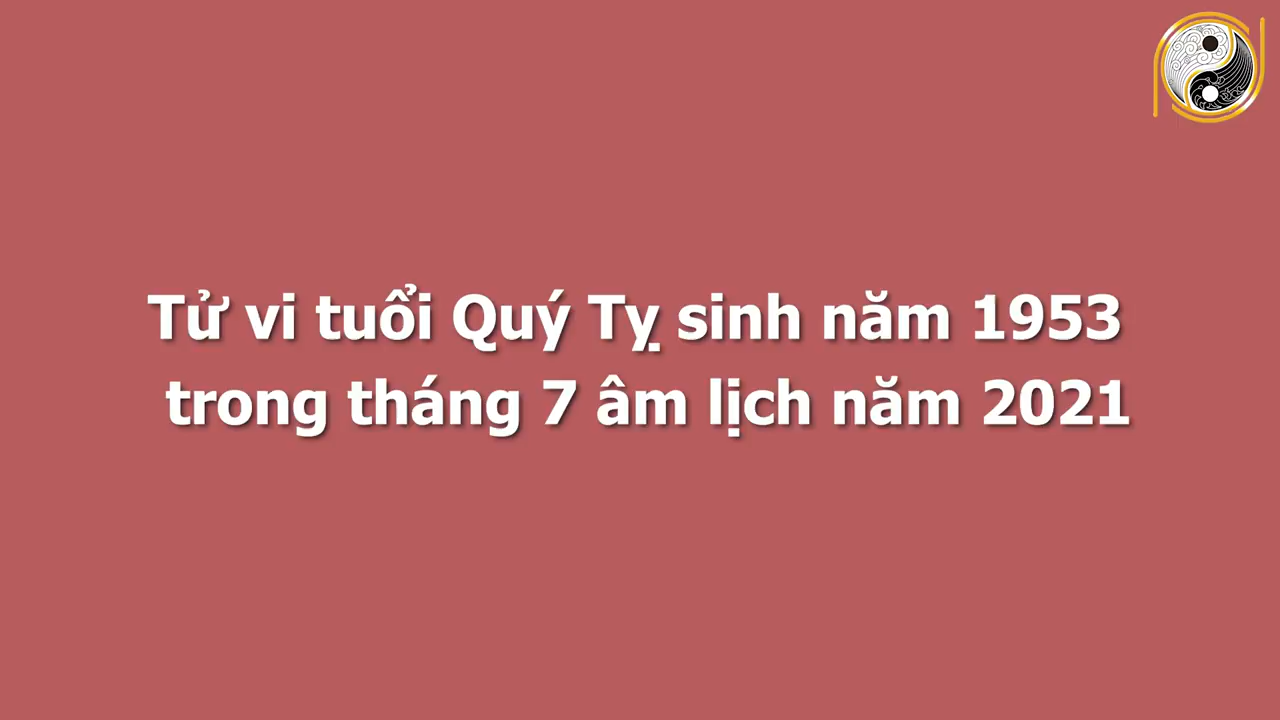 Tử vi tuổi Quý Tỵ sinh năm 1953
trong tháng 7 âm lịch năm 2021